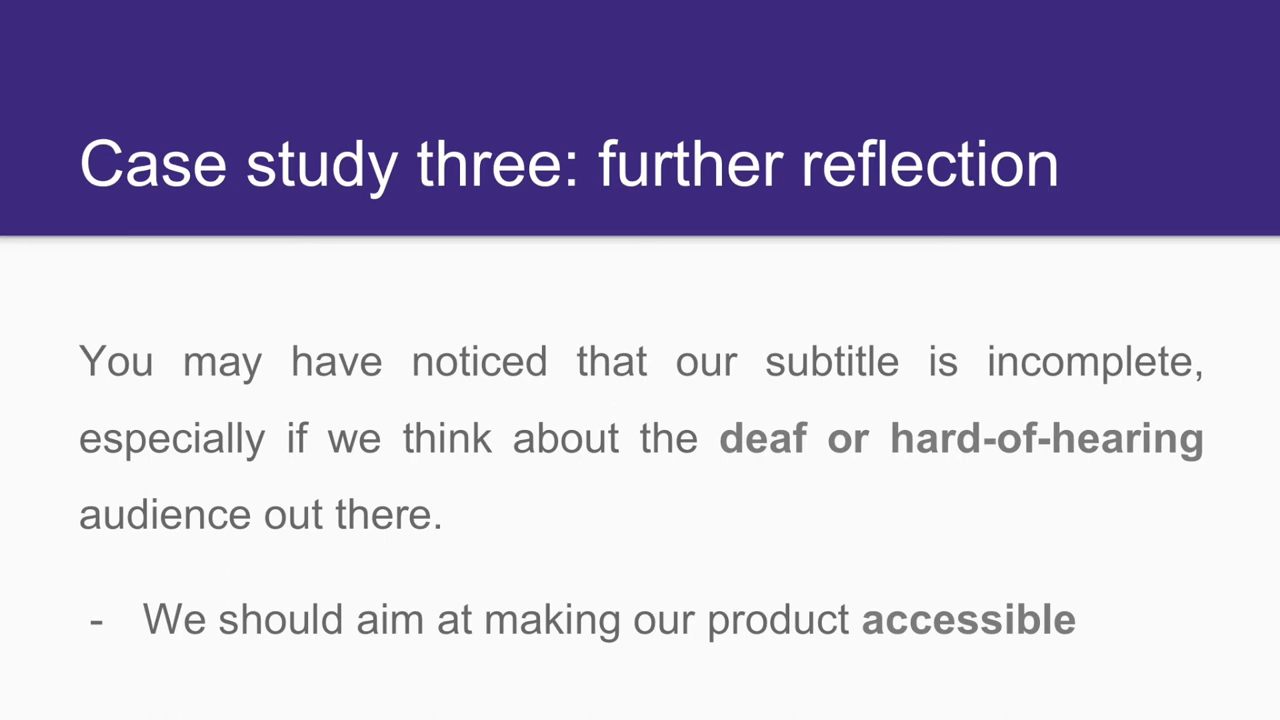 Case study three: further reflection
You may have noticed that our subtitle is incomplete,
especially if we think about the deaf or hard-of-hearing
audience out there.
- We should aim at making our product accessible